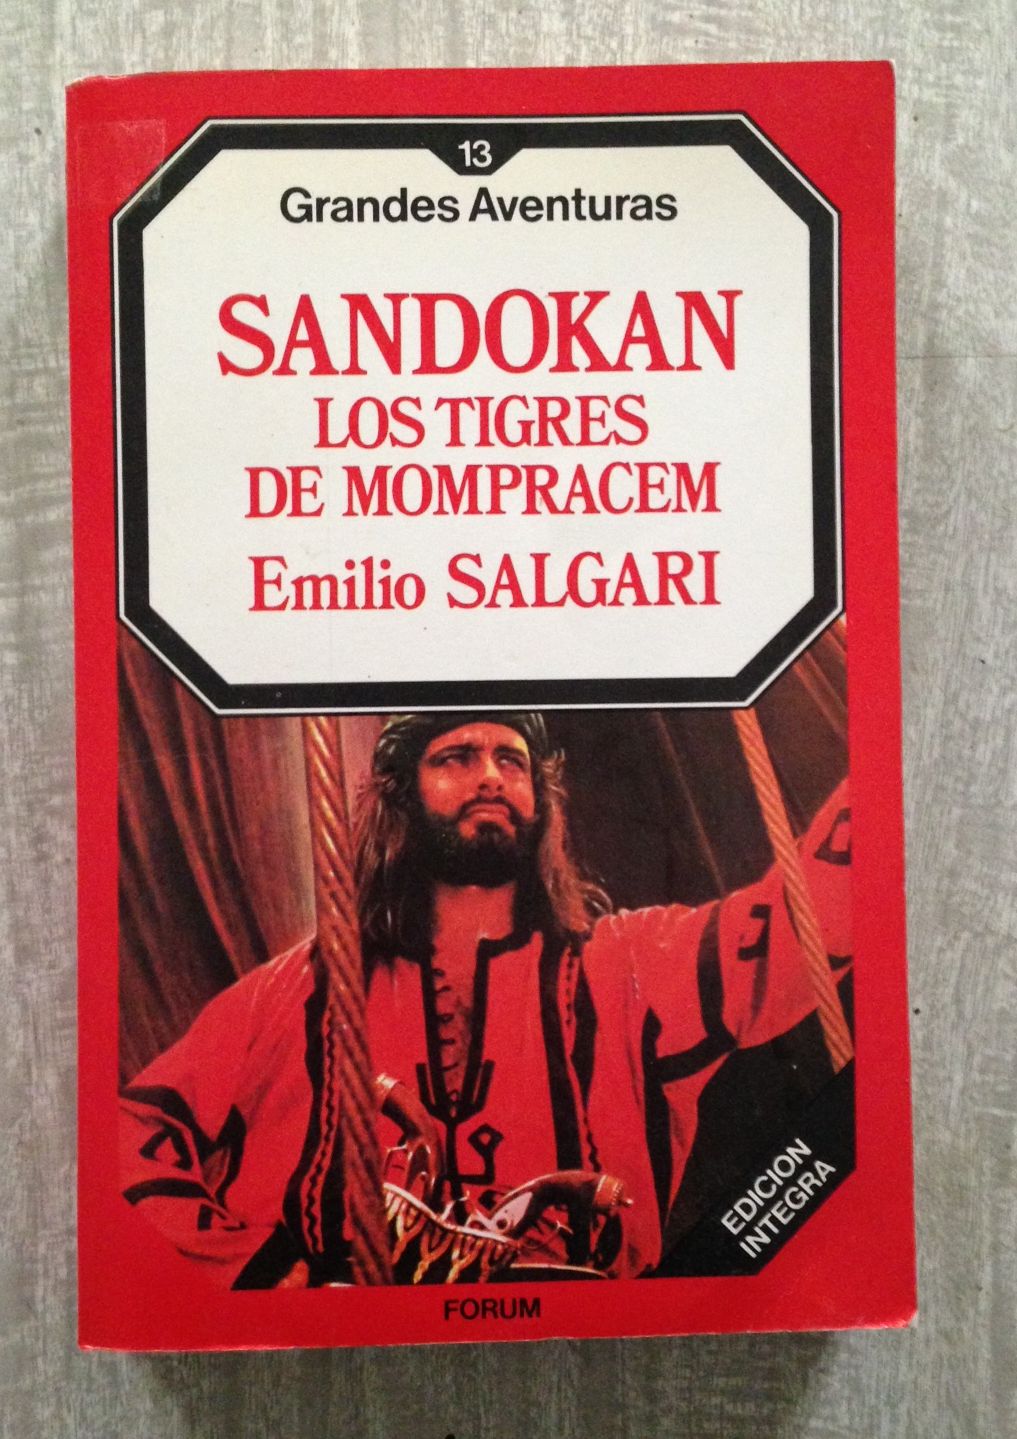 13
Grandes Aventuras
SANDOKAN
LOS TIGRES
DE MOMPRACEM
Emilio SALGARI
EDICION
INTEGRA
FORUM